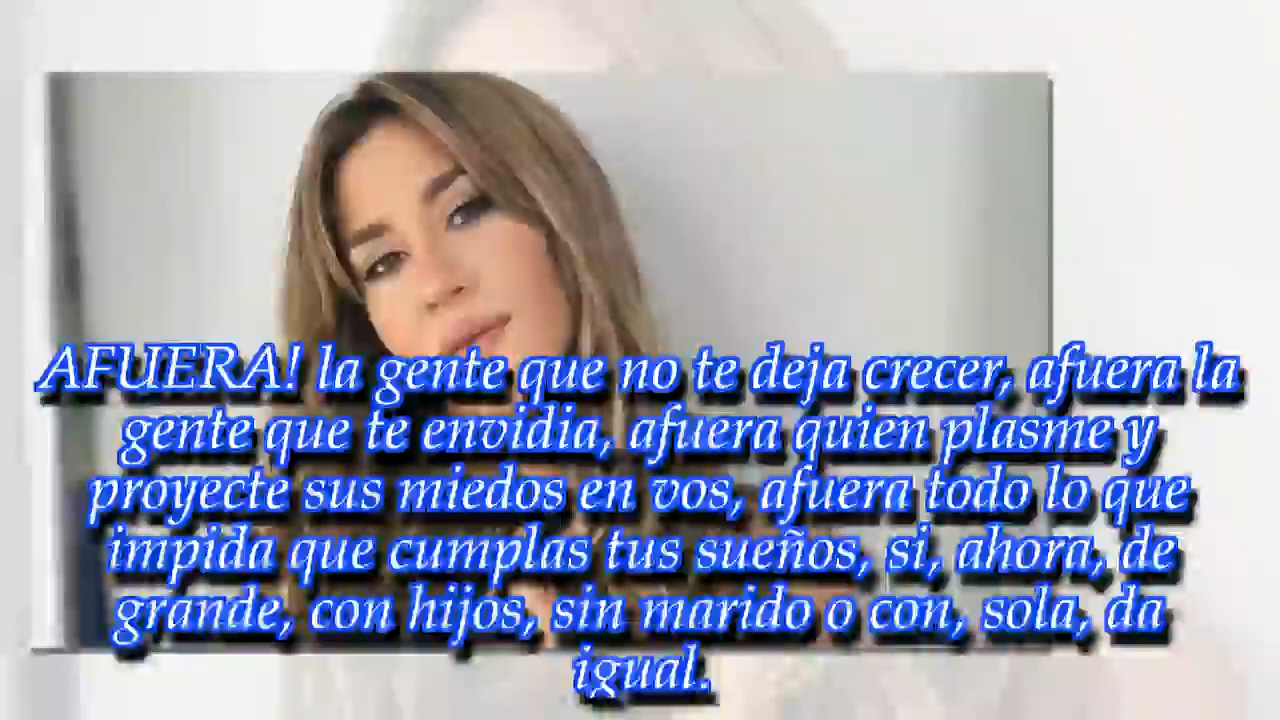 AFUERA! la gente que no te deja crecer, afuera la
gente que te envidia, afuera quien plasme y
proyecte sus miedos en vos, afuera todo lo que
impida que cumplas tus sueños, si, ahora, de
grande, con hijos, sin marido o con, sola, da
igual.